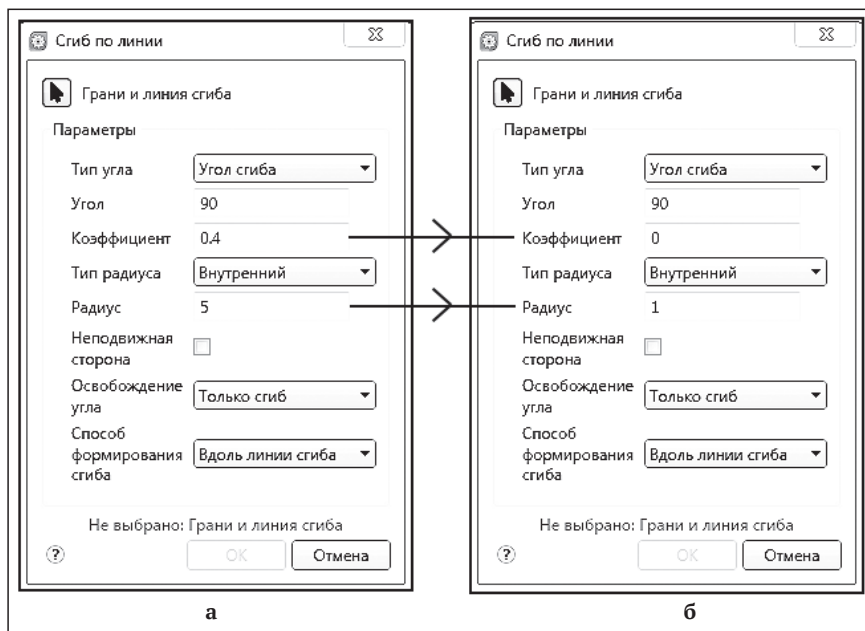 Сгиб по линии
Грани и линия сгиба
Параметры
Тип угла Угол сгиба
Угол 90
Коэффициент 0.4
Тип радиуса Внутренний
Радиус 5
Неподвижная
сторона
Освобождение
угла Только сгиб
Способ
формирования
сгиба Вдоль линии сгиба
Не выбрано: Грани и линия сгиба
? ОК Отмена
а
Сгиб по линии
Грани и линия сгиба
Параметры
Тип угла Угол сгиба
Угол 90
Коэффициент 0
Тип радиуса Внутренний
Радиус 1
Неподвижная
сторона
Освобождение
угла Только сгиб
Способ
формирования
сгиба Вдоль линии сгиба
Не выбрано: Грани и линия сгиба
? ОК Отмена
б